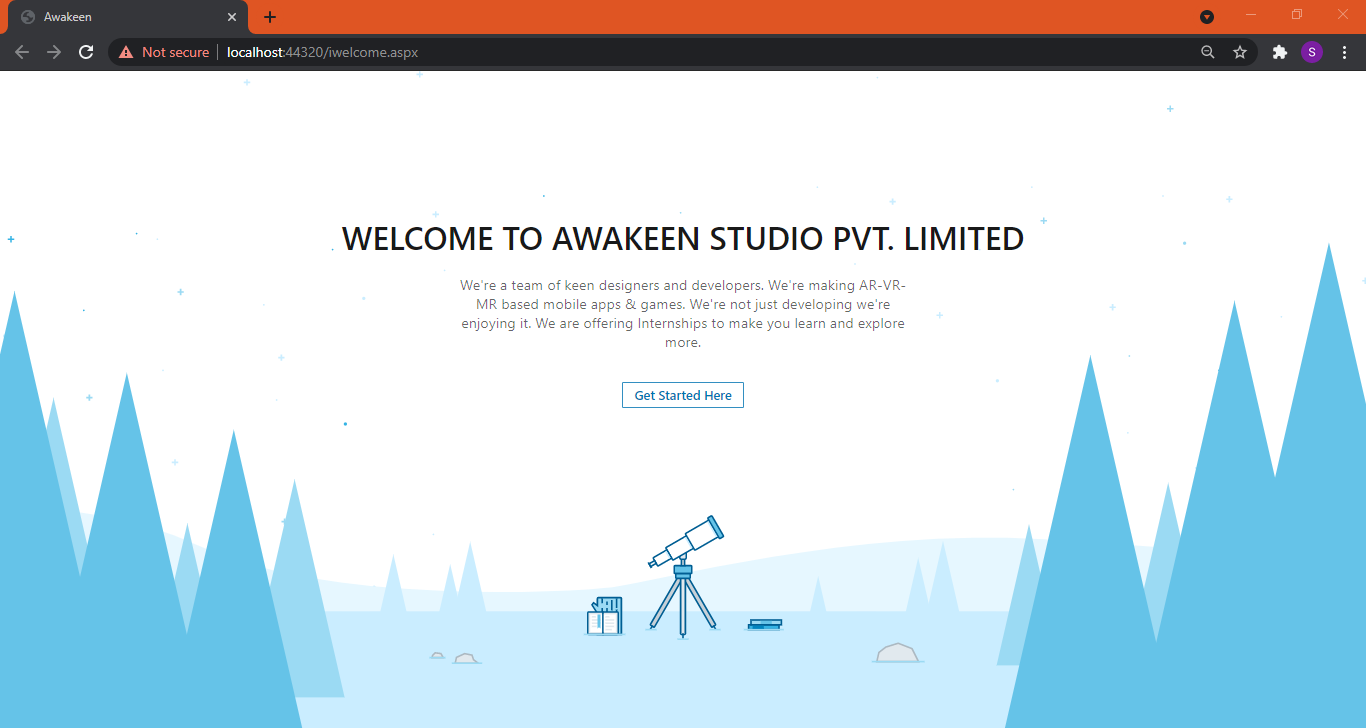 Awakeen
Not secure localhost:44320/iwelcome.aspx
S
WELCOME TO AWAKEEN STUDIO PVT. LIMITED
We're a team of keen designers and developers. We're making AR-VR-
MR based mobile apps & games. We're not just developing we're
enjoying it. We are offering Internships to make you learn and explore
more.
Get Started Here